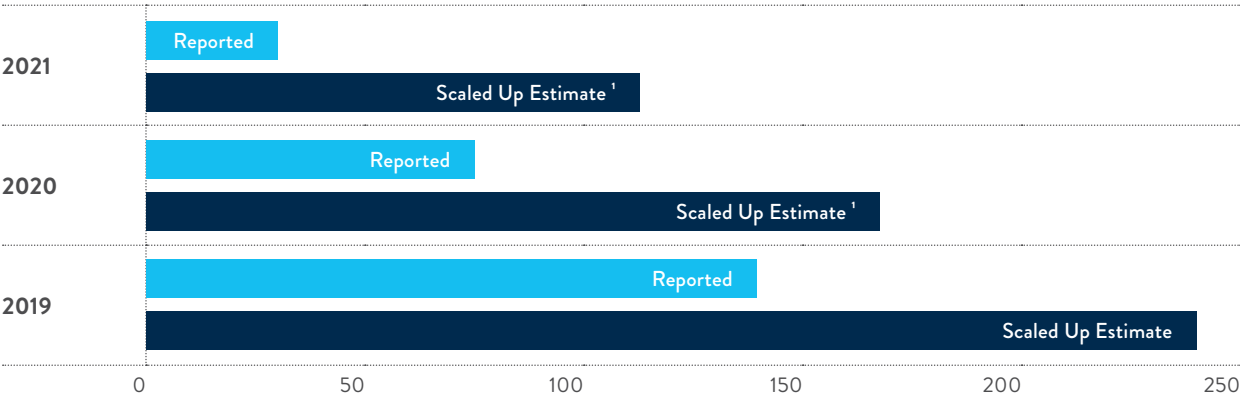 Reported
2021
Scaled Up Estimate ¹
Reported
2020
Scaled Up Estimate ¹
Reported
2019
Scaled Up Estimate
0 50 100 150 200 250